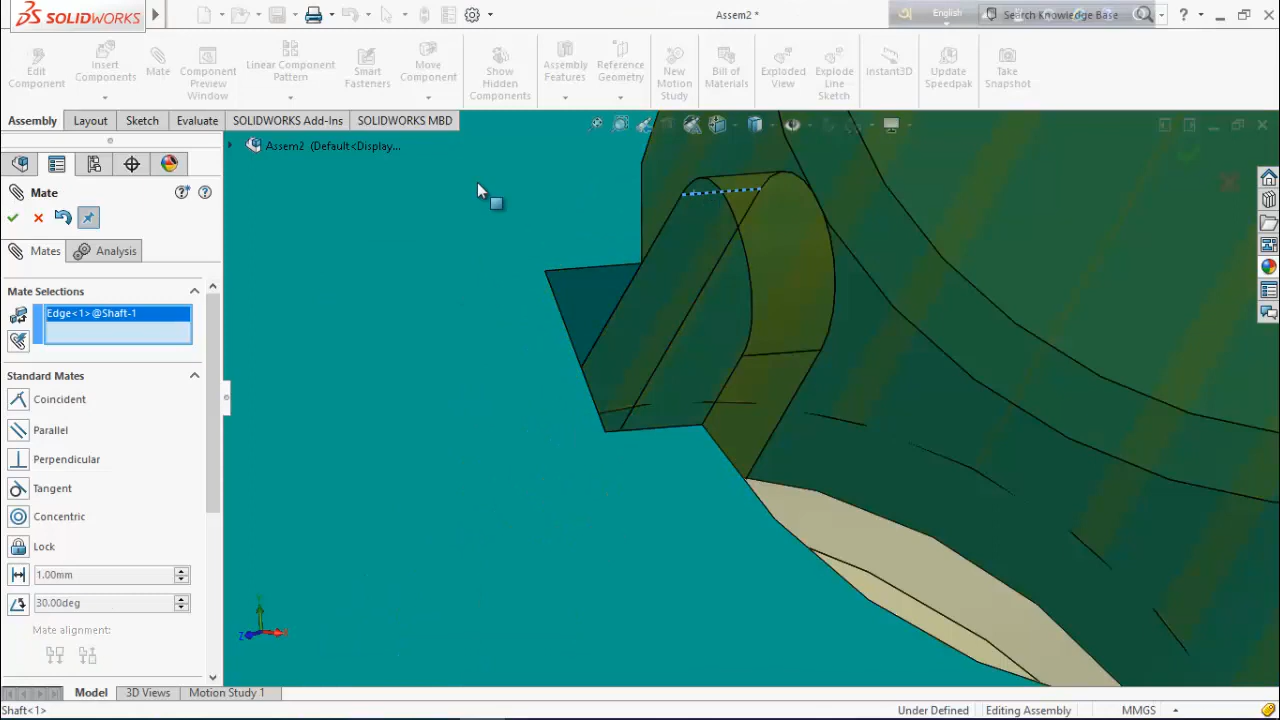 SOLIDWORKS
Assem2 *
English
Search Knowledge Base
?
Edit Component
Insert Components
Mate
Component Preview Window
Linear Component Pattern
Smart Fasteners
Move Component
Show Hidden Components
Assembly Features
Reference Geometry
New Motion Study
Bill of Materials
Exploded View
Explode Line Sketch
Instant3D
Update Speedpak
Take Snapshot
Assembly
Layout
Sketch
Evaluate
SOLIDWORKS Add-Ins
SOLIDWORKS MBD
Assem2 (Default<Display...
Mate
Mates
Analysis
Mate Selections
Edge<1>@Shaft-1
Standard Mates
Coincident
Parallel
Perpendicular
Tangent
Concentric
Lock
1.00mm
30.00deg
Mate alignment:
Z
Model
3D Views
Motion Study 1
Shaft<1>
Under Defined
Editing Assembly
MMGS